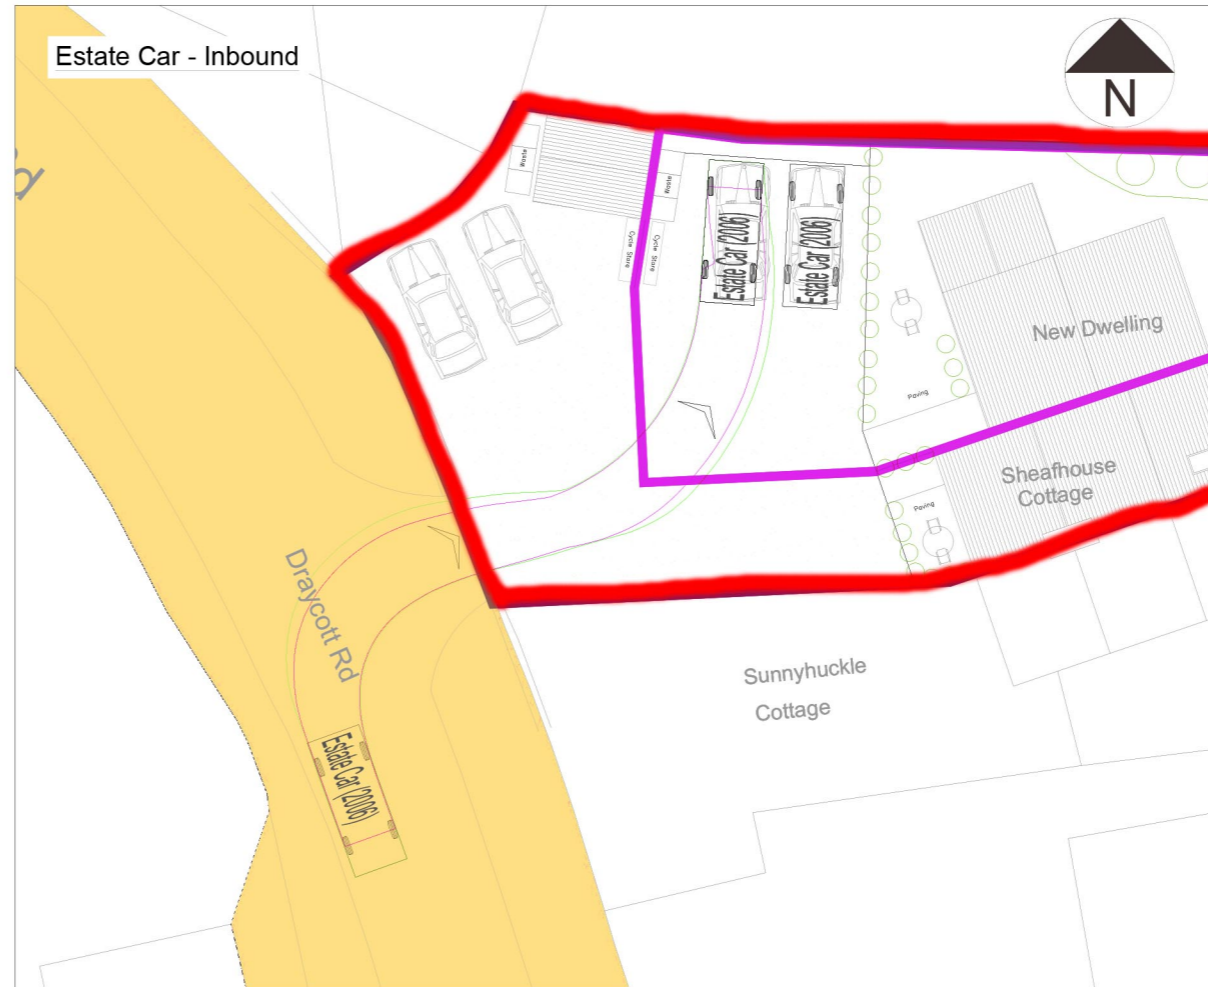 Estate Car - Inbound
N
d
Waste
Waste
Cycle Store
Cycle Store
Estate Car (2006)
Estate Car (2006)
New Dwelling
Paving
Sheafhouse
Cottage
Paving
Draycott Rd
Sunnyhuckle
Cottage
Estate Car (2006)